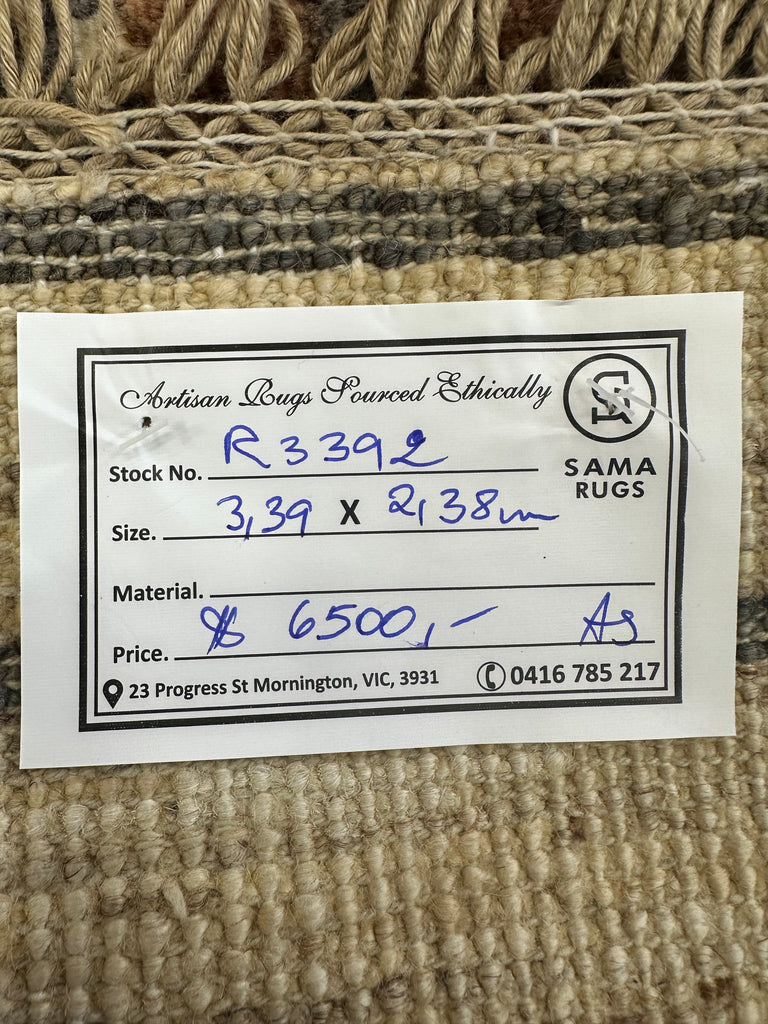 Artisan Rugs Sourced Ethically
SAMA
RUGS
Stock No. R3392
Size. 3,39 X 2,38m
Material.
Price. $ 6500,- As
23 Progress St Mornington, VIC, 3931 0416 785 217